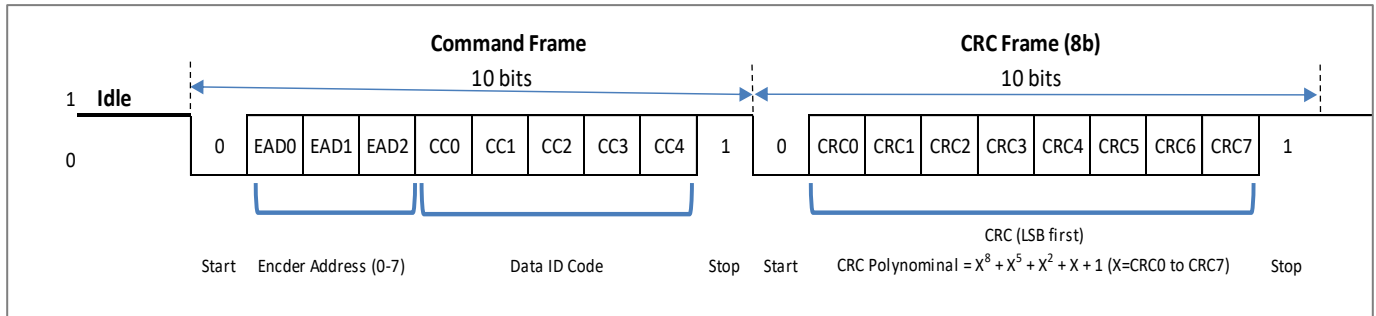 Command Frame CRC Frame (8b)
10 bits 10 bits
1 Idle
0 0 EAD0 EAD1 EAD2 CC0 CC1 CC2 CC3 CC4 1 0 CRC0 CRC1 CRC2 CRC3 CRC4 CRC5 CRC6 CRC7 1
CRC (LSB first)
Start Encder Address (0-7) Data ID Code Stop Start CRC Polynominal = X⁸ + X⁵ + X² + X + 1 (X=CRC0 to CRC7) Stop